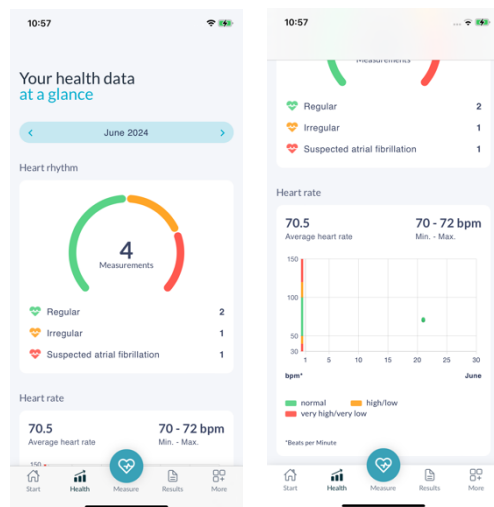 10:57
Your health data
at a glance
June 2024
Heart rhythm
4
Measurements
Regular 2
Irregular 1
Suspected atrial fibrillation 1
Heart rate
70.5 70 - 72 bpm
Average heart rate Min. - Max.
150
Start Health Measure Results More
10:57
Measurements
Regular 2
Irregular 1
Suspected atrial fibrillation 1
Heart rate
70.5 70 - 72 bpm
Average heart rate Min. - Max.
150
100
50
30
1 5 10 15 20 25 30
bpm* June
normal high/low
very high/very low
*Beats per Minute
Start Health Measure Results More